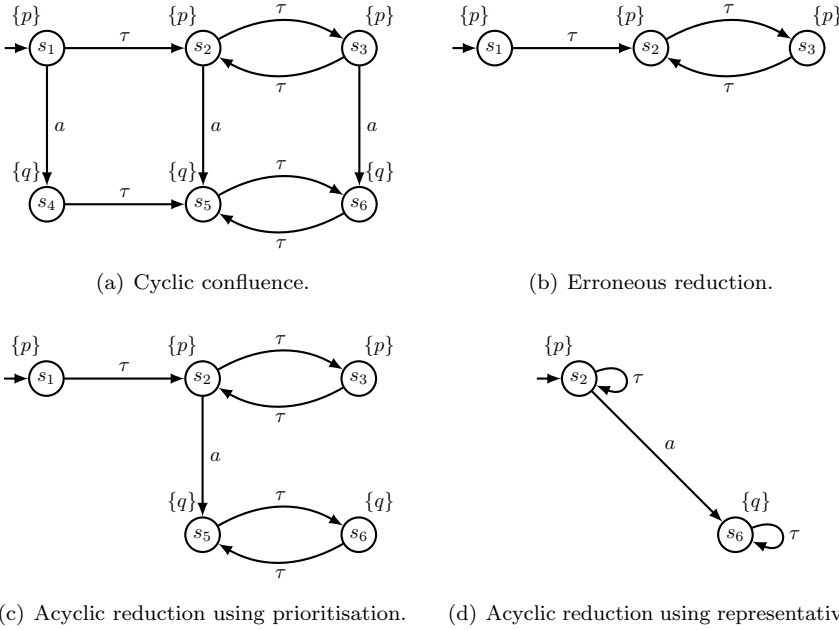 {p} {p} {p} {p} {p} {p}
τ τ τ τ
s₁ s₂ s₃ s₁ s₂ s₃
τ τ
a a a
{q} {q} {q}
τ τ
s₄ s₅ s₆
τ
(a) Cyclic confluence. (b) Erroneous reduction.
{p} {p} {p} {p}
τ τ
s₁ s₂ s₃ s₂ τ
τ
a a
{q} {q} {q}
τ
s₅ s₆ s₆ τ
τ
(c) Acyclic reduction using prioritisation. (d) Acyclic reduction using